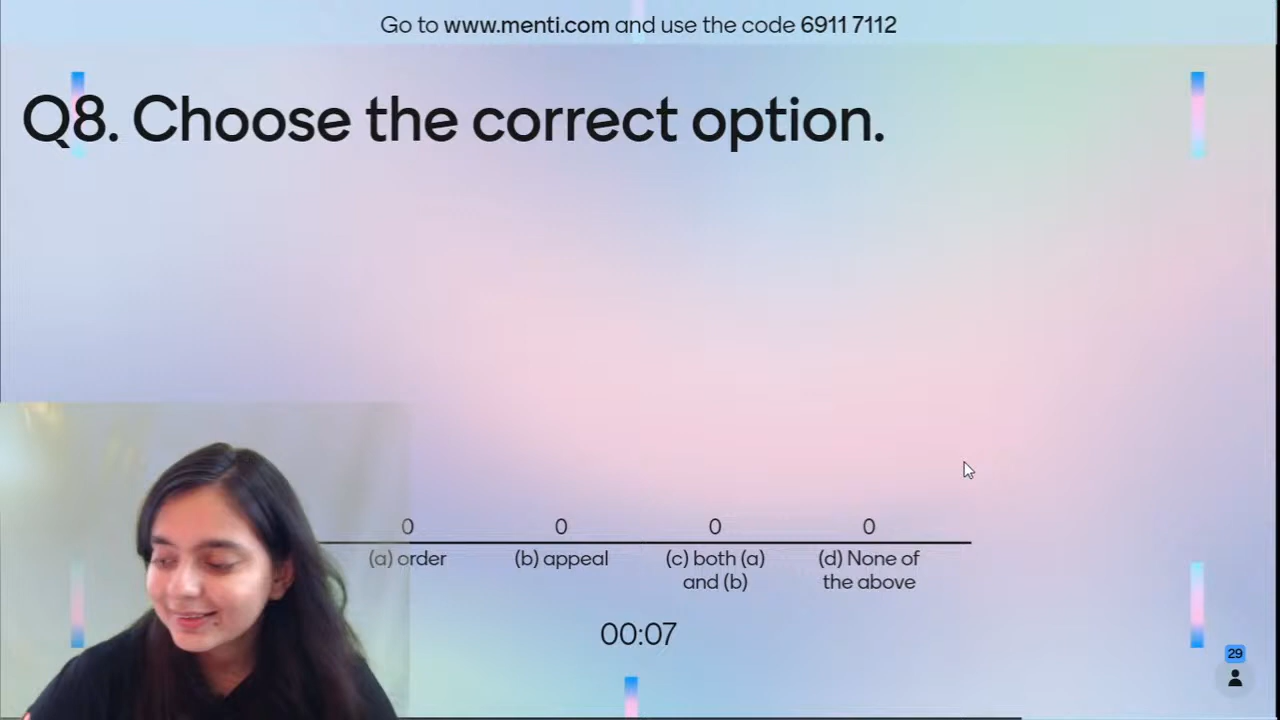 Go to www.menti.com and use the code 6911 7112
Q8. Choose the correct option.
0 0 0 0
(a) order (b) appeal (c) both (a) (d) None of
and (b) the above
00:07
29